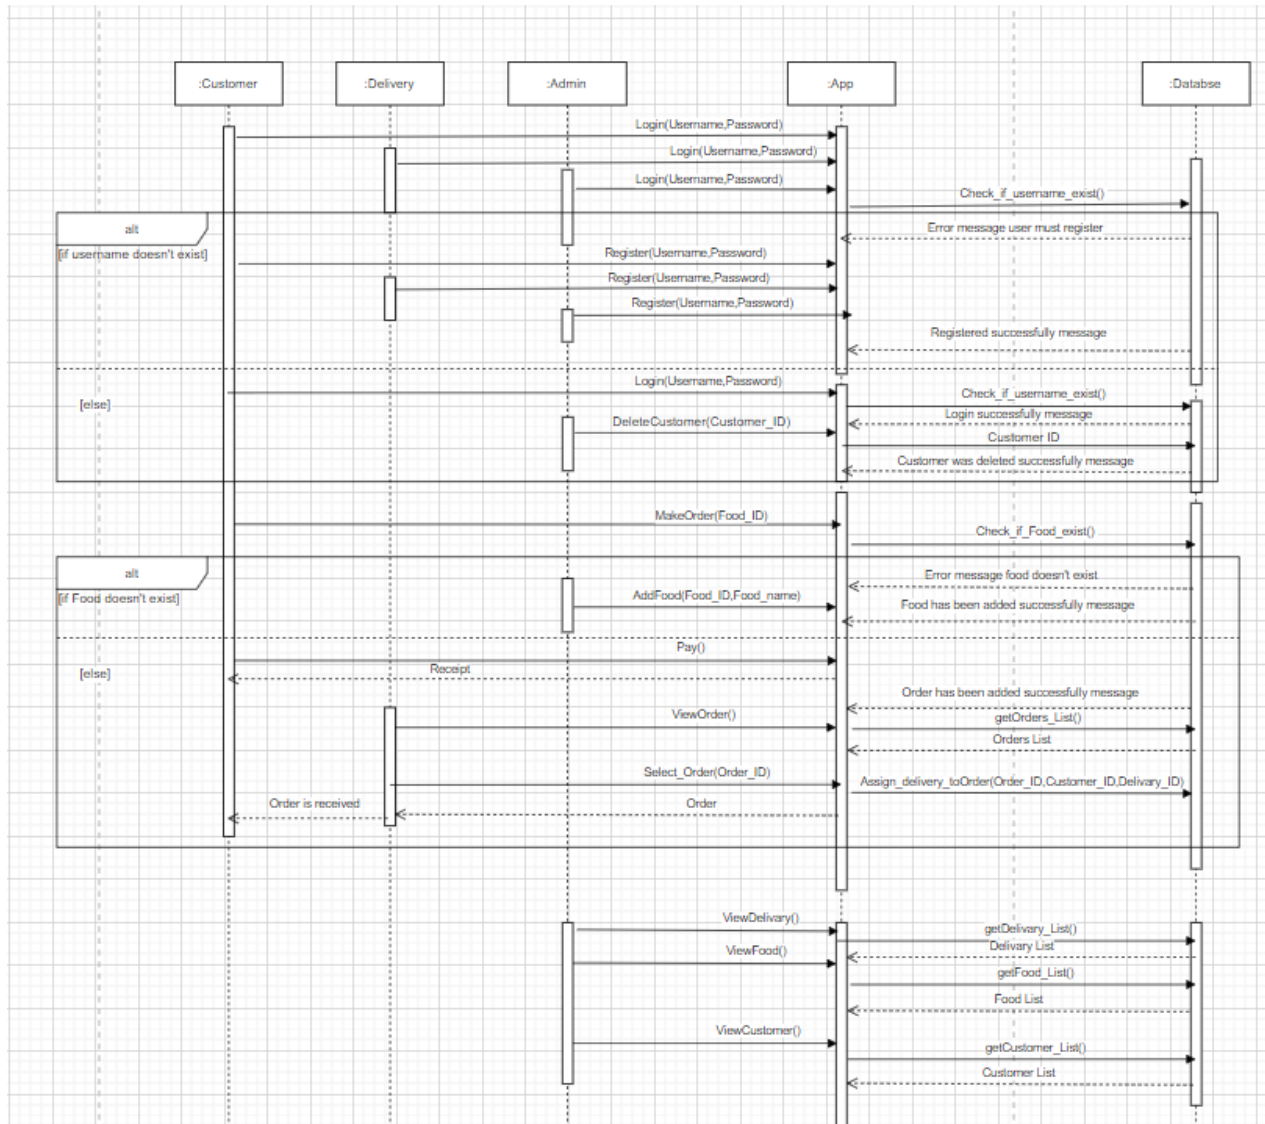 :Customer
:Delivery
:Admin
:App
:Databse
Login(Username,Password)
Login(Username,Password)
Login(Username,Password)
Check_if_username_exist()
alt
[if username doesn't exist]
Error message user must register
Register(Username,Password)
Register(Username,Password)
Register(Username,Password)
Registered successfully message
[else]
Login(Username,Password)
Check_if_username_exist()
Login successfully message
DeleteCustomer(Customer_ID)
Customer ID
Customer was deleted successfully message
MakeOrder(Food_ID)
Check_if_Food_exist()
alt
[if Food doesn't exist]
Error message food doesn't exist
AddFood(Food_ID,Food_name)
Food has been added successfully message
[else]
Pay()
Receipt
Order has been added successfully message
ViewOrder()
getOrders_List()
Orders List
Select_Order(Order_ID)
Assign_delivery_toOrder(Order_ID,Customer_ID,Delivary_ID)
Order is received
Order
ViewDelivary()
getDelivary_List()
Delivary List
ViewFood()
getFood_List()
Food List
ViewCustomer()
getCustomer_List()
Customer List